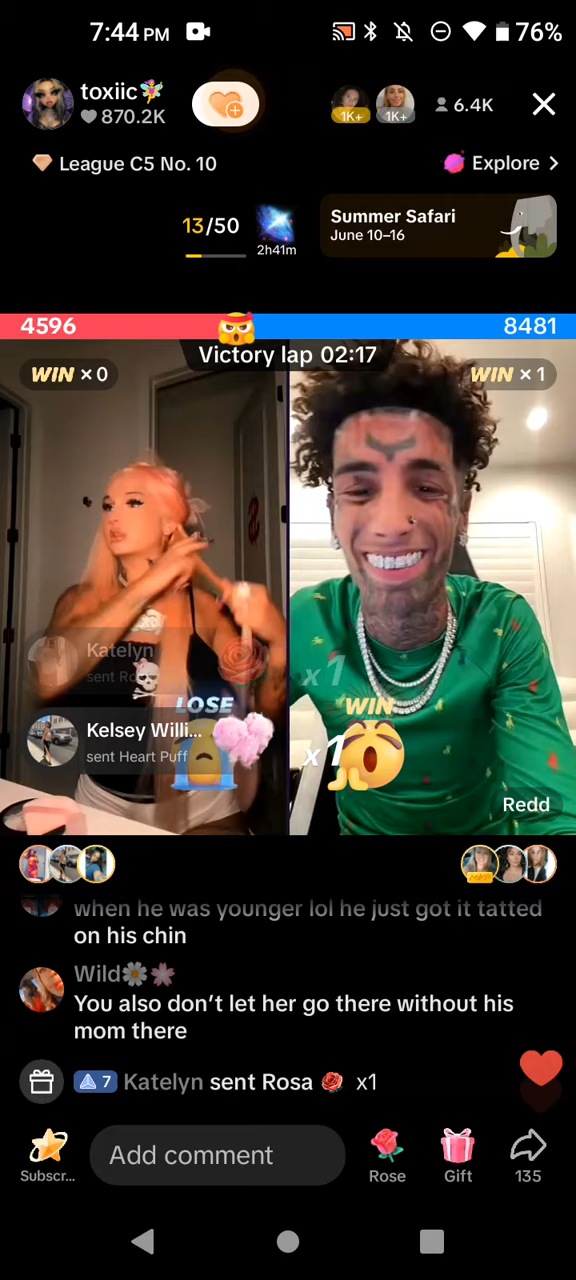 7:44 PM
76%
toxiic🧚
870.2K
1K+
1K+
6.4K
League C5 No. 10
Explore >
13/50
2h41m
Summer Safari
June 10–16
4596
8481
Victory lap 02:17
WIN × 0
WIN × 1
Katelyn
sent Ro
x1
LOSE
WIN
Kelsey Willi...
sent Heart Puff
x1
Redd
when he was younger lol he just got it tatted
on his chin
Wild🌼🌸
You also don't let her go there without his
mom there
7 Katelyn sent Rosa 🌹 x1
Subscr...
Add comment
Rose
Gift
135